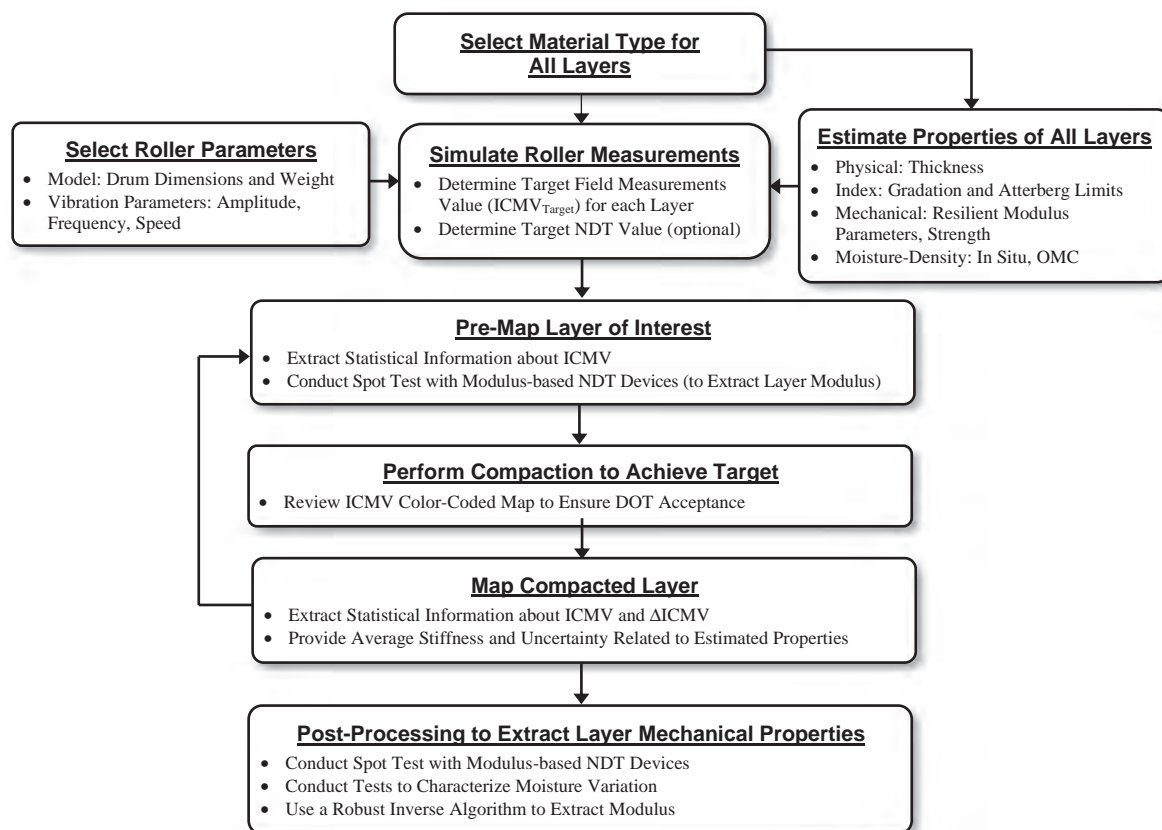 Select Material Type for
All Layers
Select Roller Parameters
• Model: Drum Dimensions and Weight
• Vibration Parameters: Amplitude,
Frequency, Speed
Simulate Roller Measurements
• Determine Target Field Measurements
Value (ICMVTarget) for each Layer
• Determine Target NDT Value (optional)
Estimate Properties of All Layers
• Physical: Thickness
• Index: Gradation and Atterberg Limits
• Mechanical: Resilient Modulus
Parameters, Strength
• Moisture-Density: In Situ, OMC
Pre-Map Layer of Interest
• Extract Statistical Information about ICMV
• Conduct Spot Test with Modulus-based NDT Devices (to Extract Layer Modulus)
Perform Compaction to Achieve Target
• Review ICMV Color-Coded Map to Ensure DOT Acceptance
Map Compacted Layer
• Extract Statistical Information about ICMV and ΔICMV
• Provide Average Stiffness and Uncertainty Related to Estimated Properties
Post-Processing to Extract Layer Mechanical Properties
• Conduct Spot Test with Modulus-based NDT Devices
• Conduct Tests to Characterize Moisture Variation
• Use a Robust Inverse Algorithm to Extract Modulus